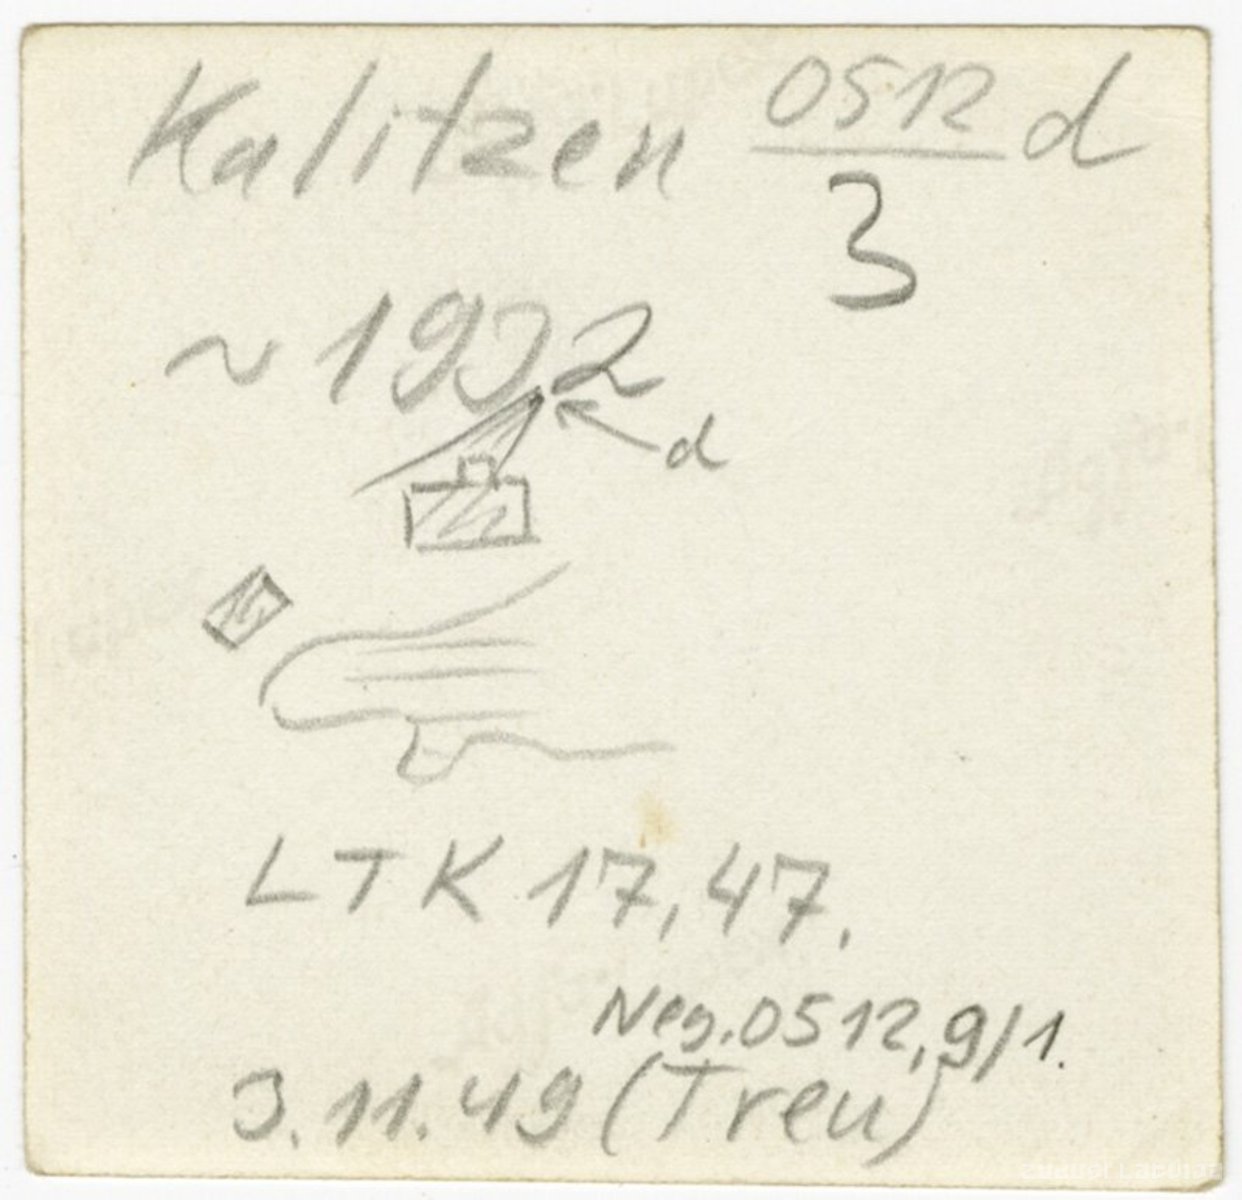 Kalitzen 0512 d
3
~ 1932
d
LTK 17,47.
Neg. 0512, 9/1.
3.11.49 (Treu)